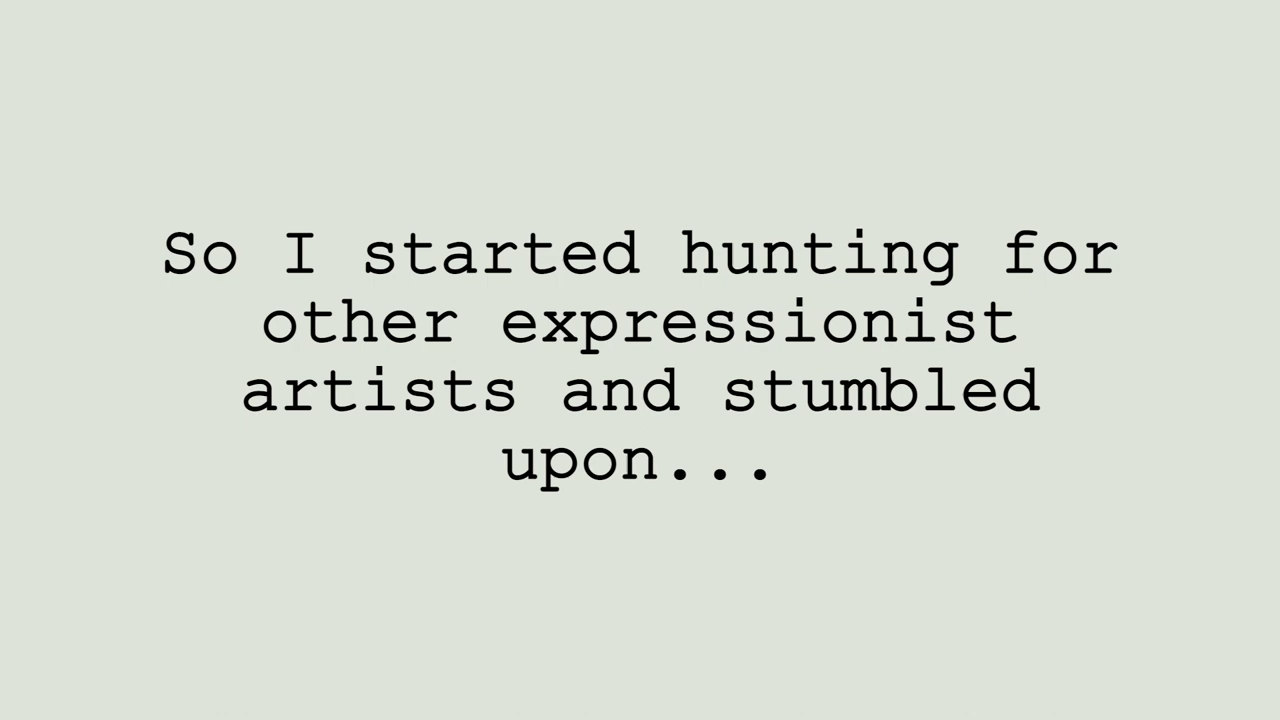 So I started hunting for
other expressionist
artists and stumbled
upon...